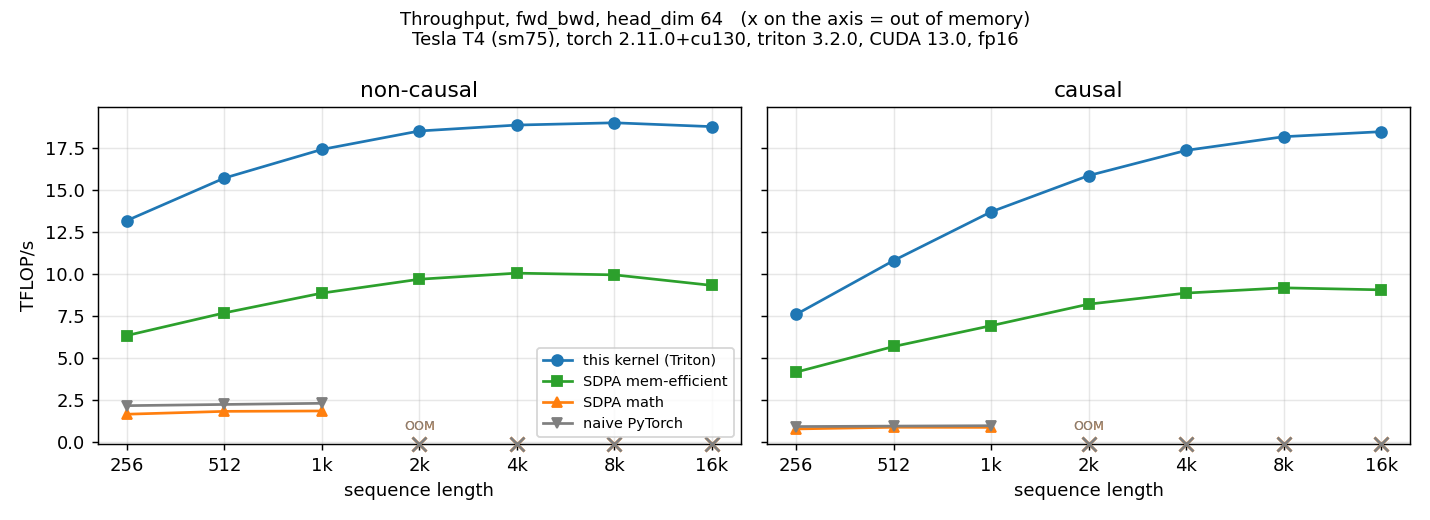 Throughput, fwd_bwd, head_dim 64   (x on the axis = out of memory)
Tesla T4 (sm75), torch 2.11.0+cu130, triton 3.2.0, CUDA 13.0, fp16
non-causal
TFLOP/s
17.5
15.0
12.5
10.0
7.5
5.0
2.5
0.0
this kernel (Triton)
SDPA mem-efficient
SDPA math
naive PyTorch
OOM
256 512 1k 2k 4k 8k 16k
sequence length
causal
OOM
256 512 1k 2k 4k 8k 16k
sequence length